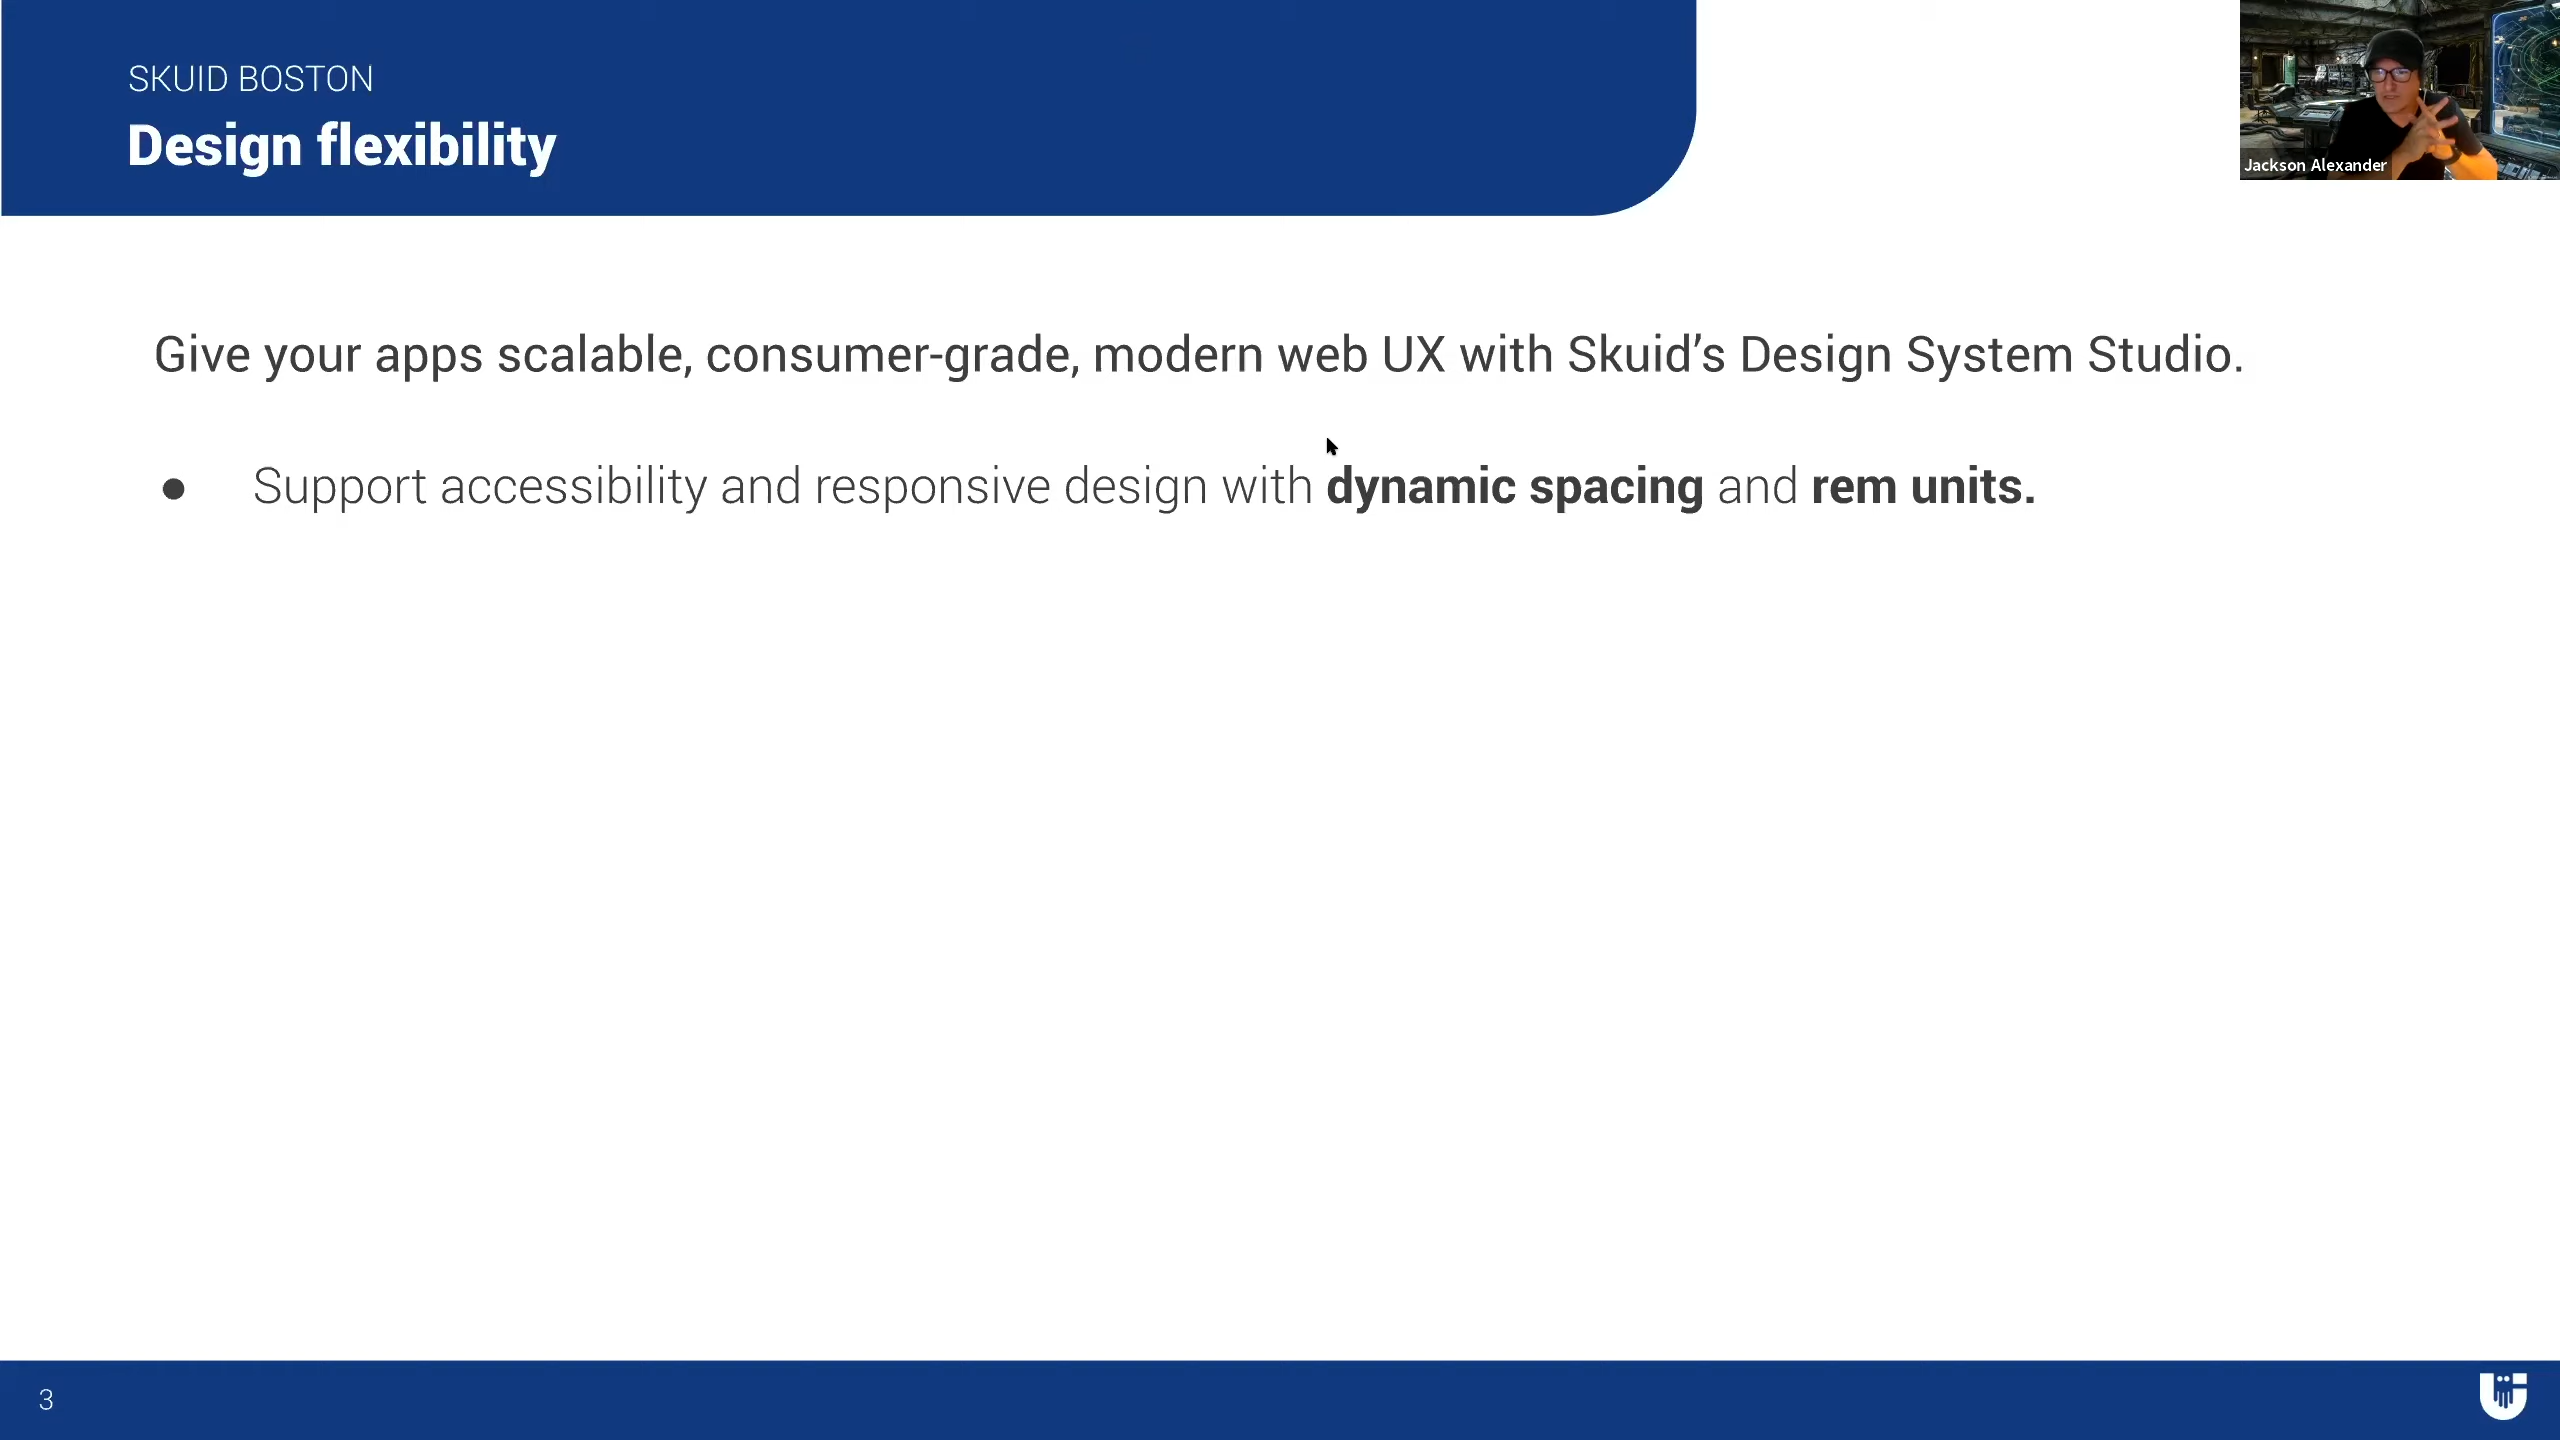 SKUID BOSTON
Design flexibility
Jackson Alexander
Give your apps scalable, consumer-grade, modern web UX with Skuid’s Design System Studio.
● Support accessibility and responsive design with dynamic spacing and rem units.
3